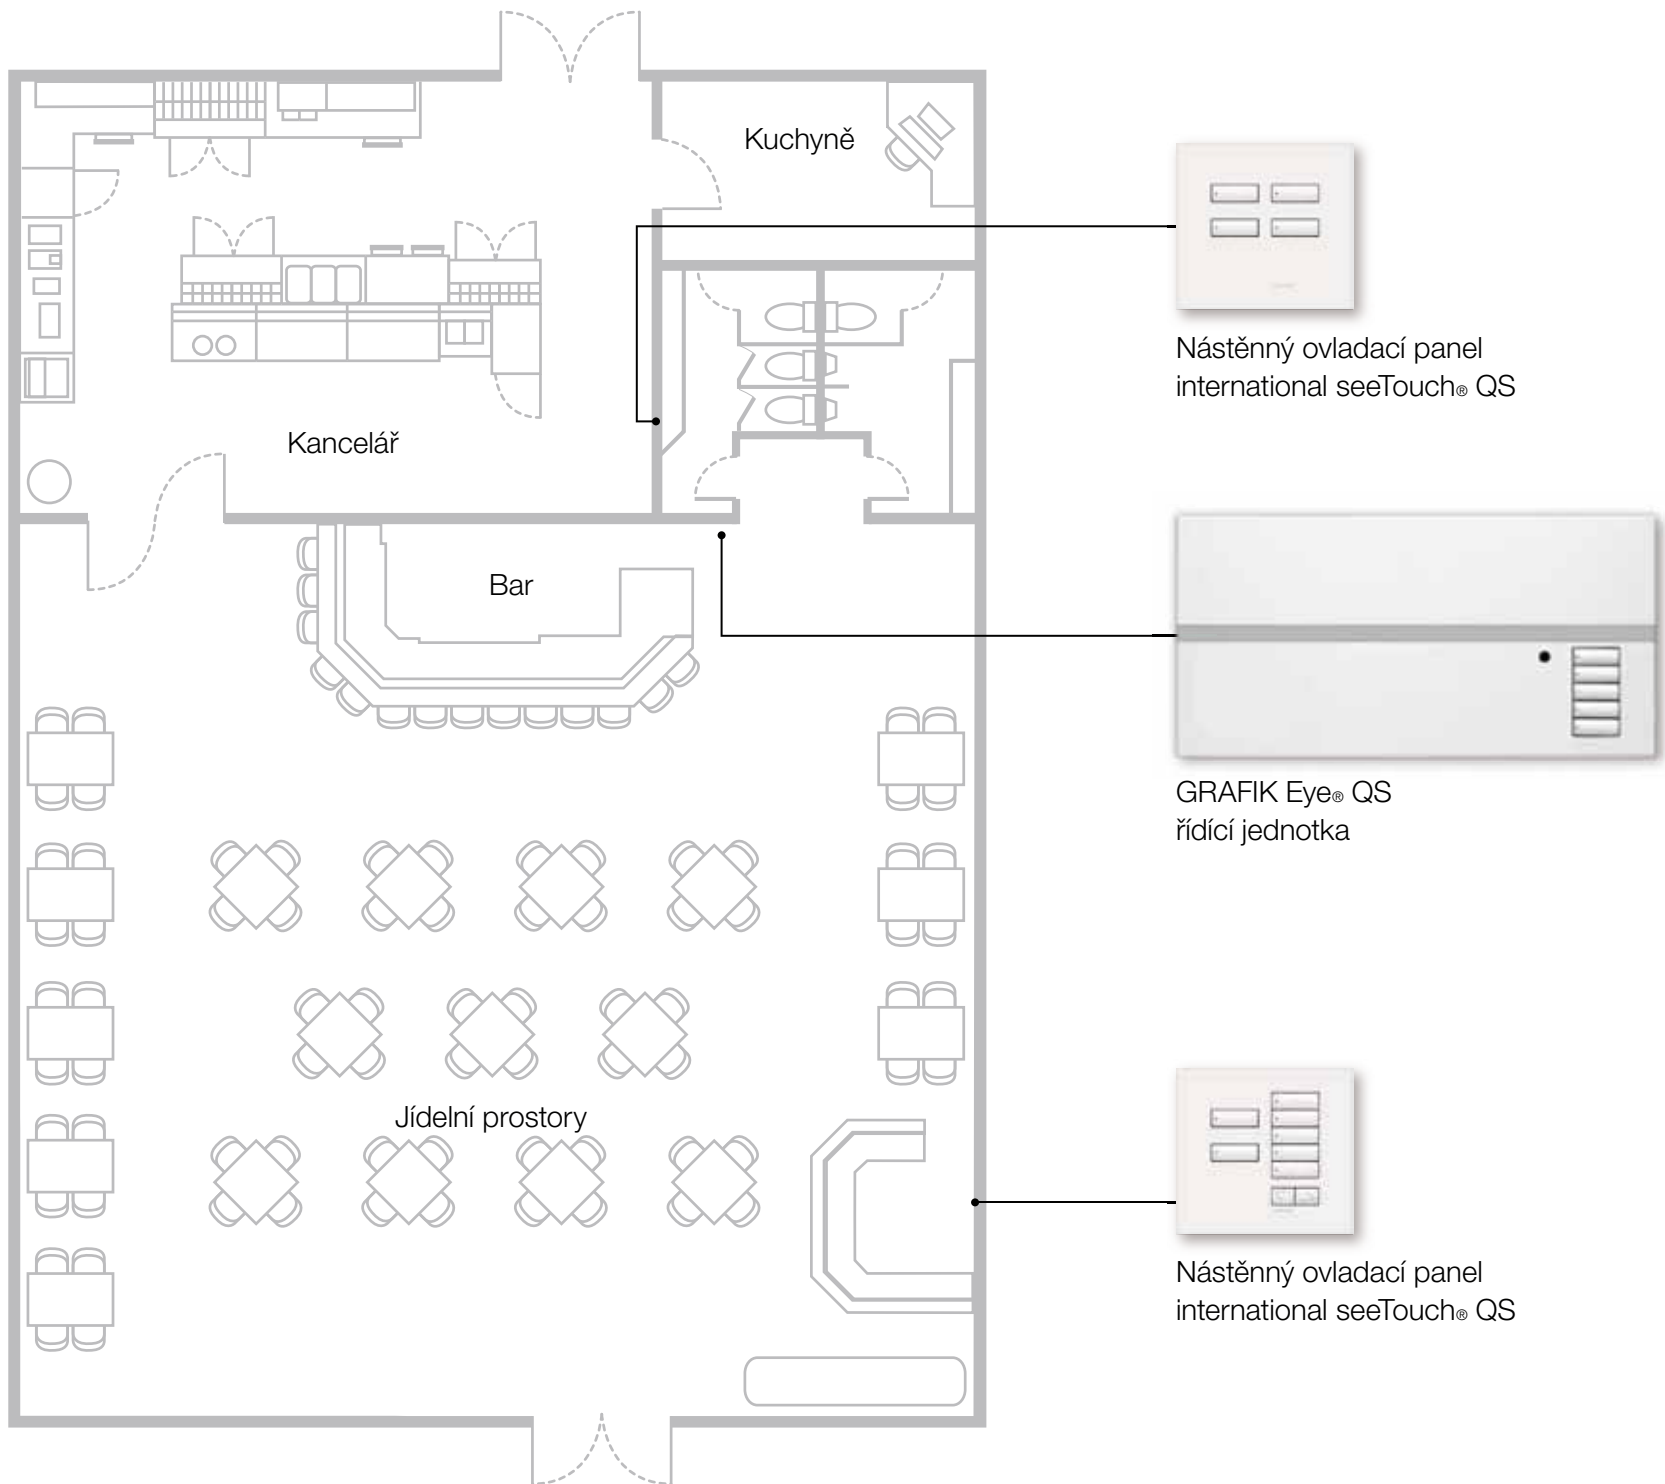 Kuchyně
Nástěnný ovladací panel
international seeTouch® QS
Kancelář
Bar
GRAFIK Eye® QS
řídící jednotka
Jídelní prostory
Nástěnný ovladací panel
international seeTouch® QS